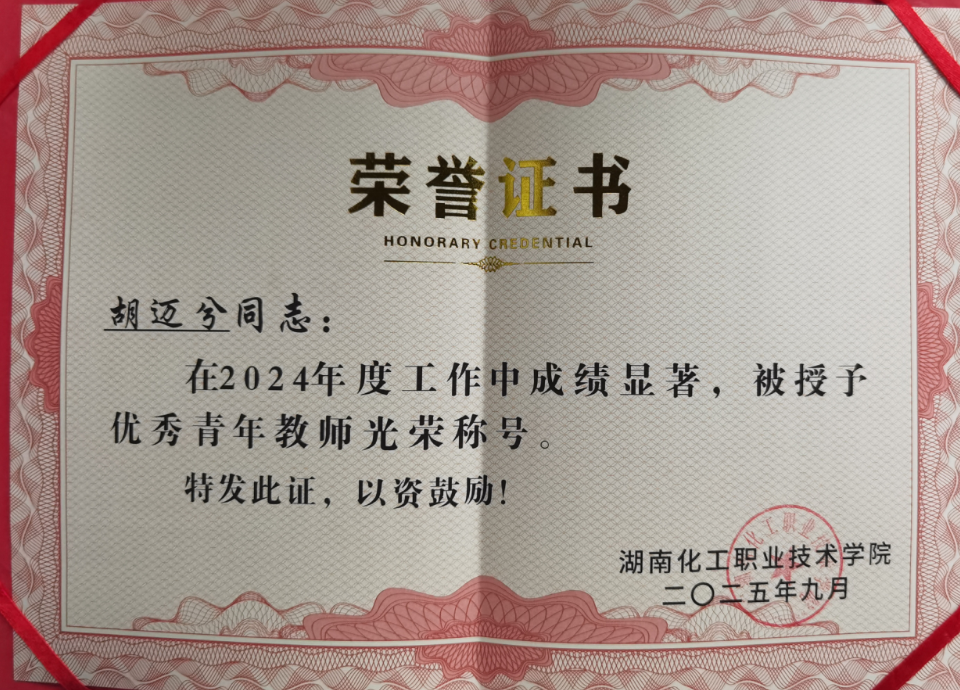 荣誉证书
HONORARY CREDENTIAL
胡迈兮同志：
在2024年度工作中成绩显著，被授予
优秀青年教师光荣称号。
特发此证，以资鼓励！
湖南化工职业技术学院
二〇二五年九月